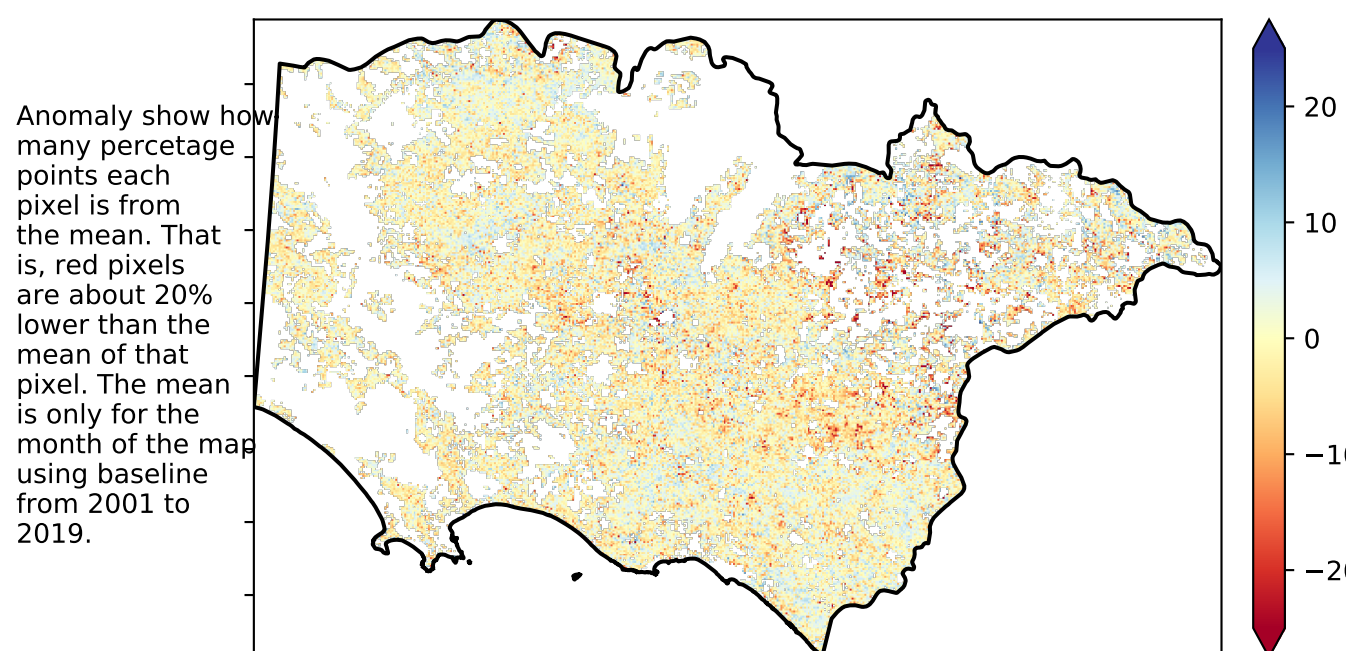 Anomaly show how
many percetage
points each
pixel is from
the mean. That
is, red pixels
are about 20%
lower than the
mean of that
pixel. The mean
is only for the
month of the map
using baseline
from 2001 to
2019.
20
10
0
−10
−20